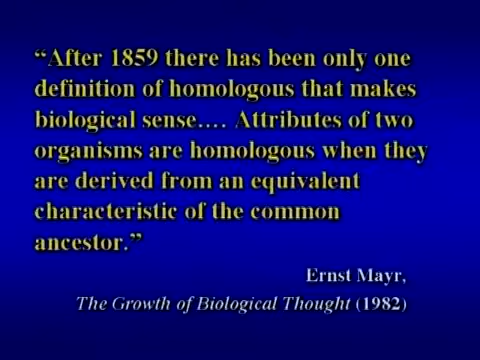 “After 1859 there has been only one
definition of homologous that makes
biological sense.... Attributes of two
organisms are homologous when they
are derived from an equivalent
characteristic of the common
ancestor.”
Ernst Mayr,
The Growth of Biological Thought (1982)